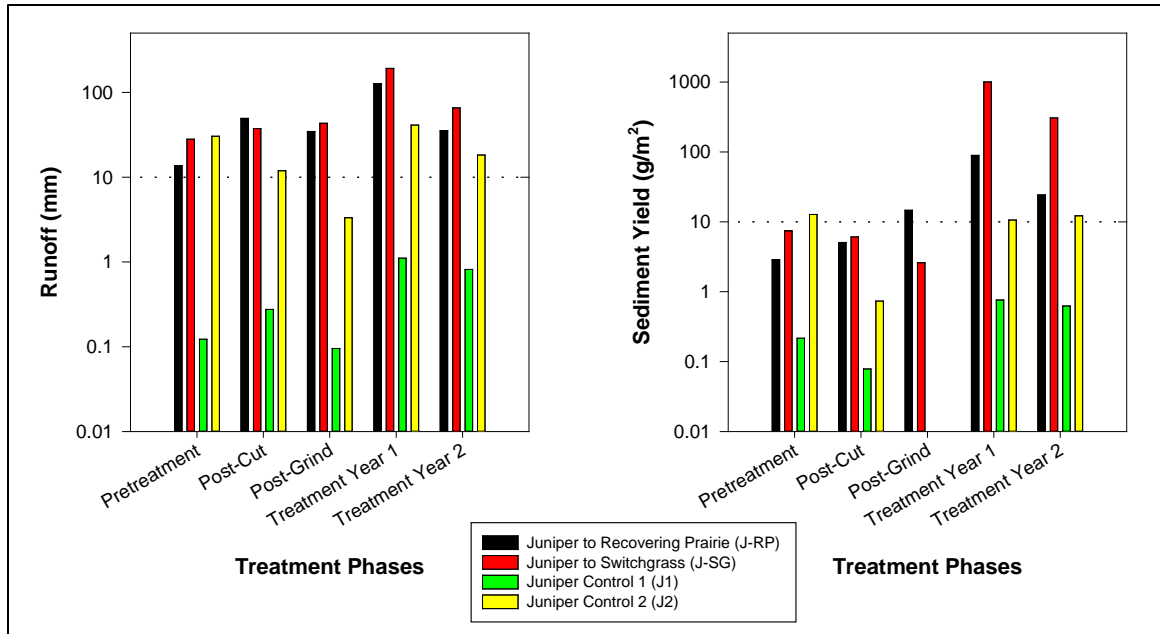 Runoff (mm)
100
10
1
0.1
0.01
Pretreatment
Post-Cut
Post-Grind
Treatment Year 1
Treatment Year 2
Treatment Phases
Sediment Yield (g/m²)
1000
100
10
1
0.1
0.01
Pretreatment
Post-Cut
Post-Grind
Treatment Year 1
Treatment Year 2
Treatment Phases
Juniper to Recovering Prairie (J-RP)
Juniper to Switchgrass (J-SG)
Juniper Control 1 (J1)
Juniper Control 2 (J2)